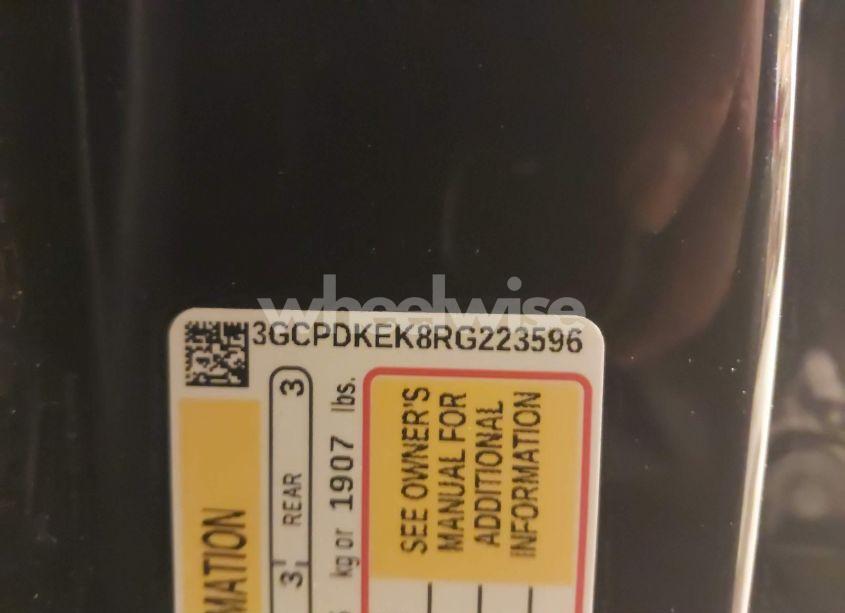 wheelwise
3GCPDKEK8RG223596
MATION
3
REAR
3
kg or 1907 lbs.
SEE OWNER'S
MANUAL FOR
ADDITIONAL
INFORMATION